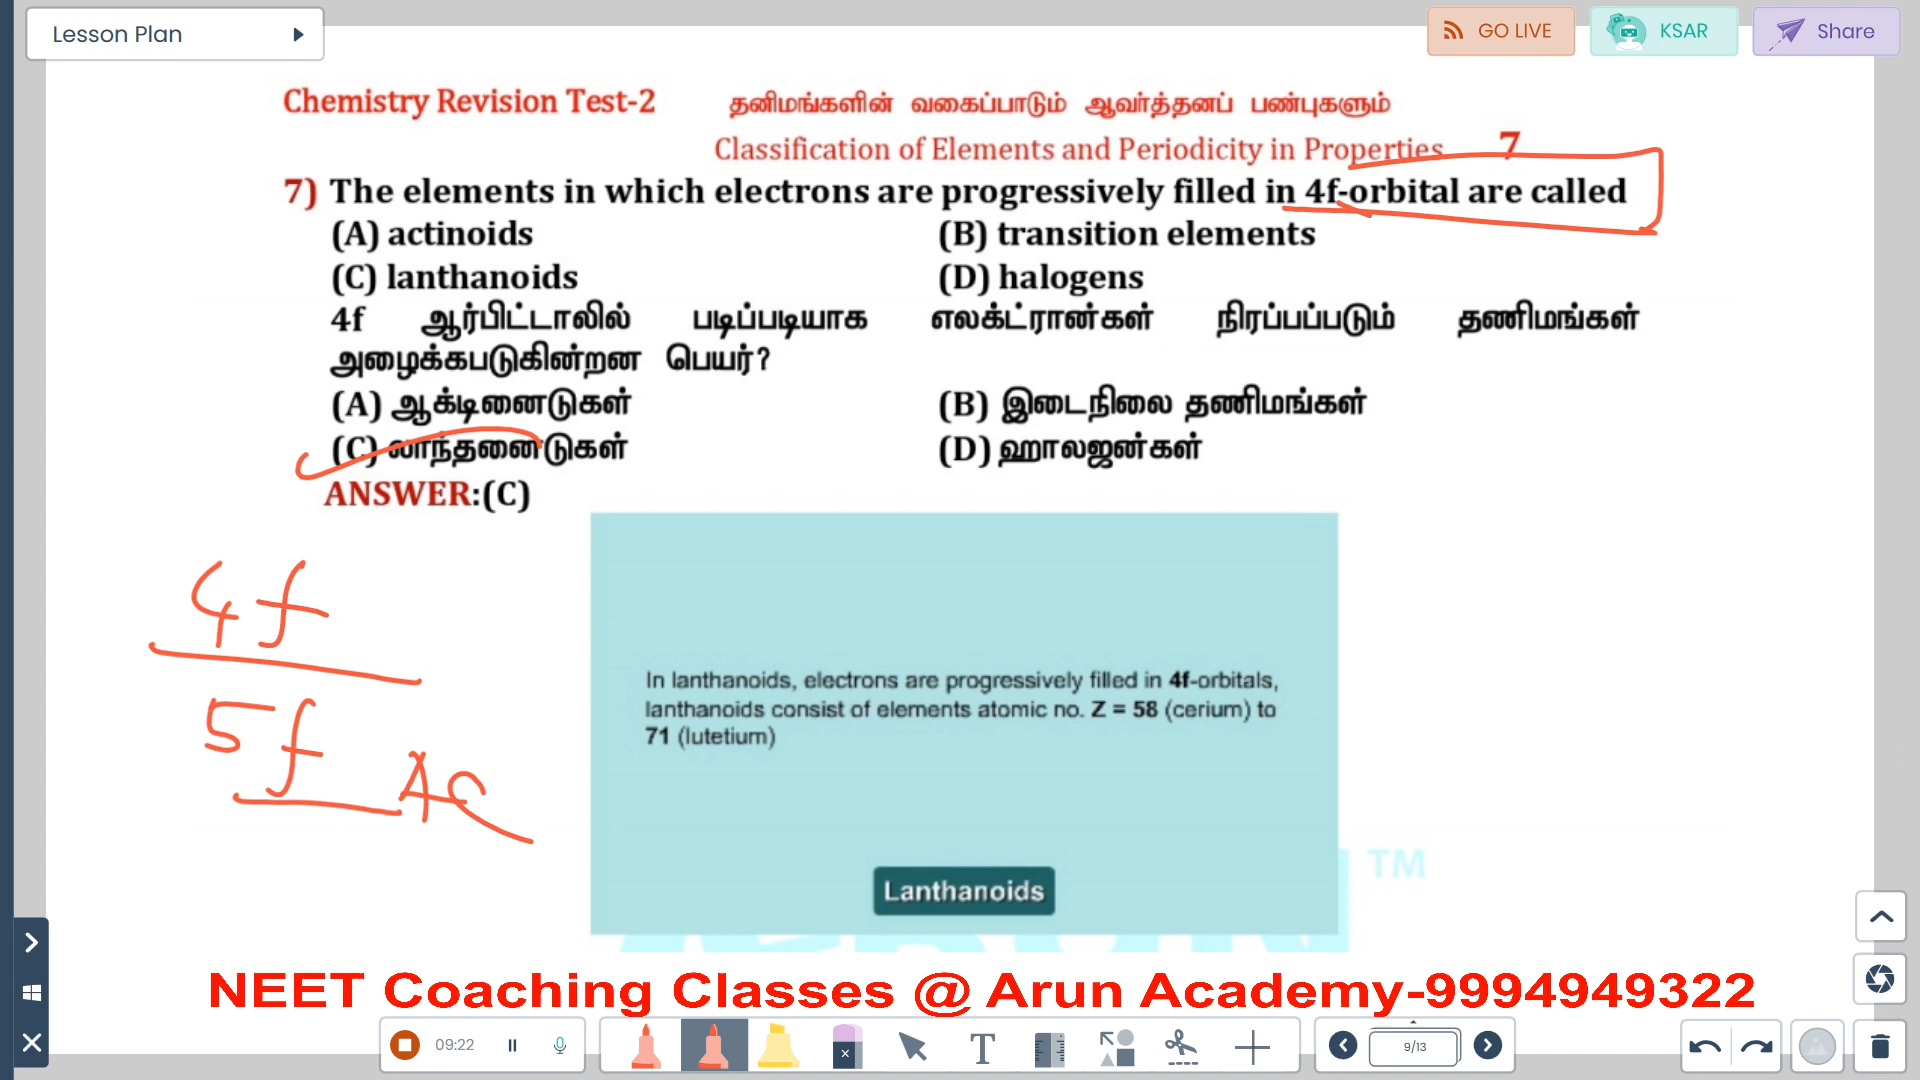 Lesson Plan
GO LIVE
KSAR
Share
Chemistry Revision Test-2 தனிமங்களின் வகைப்பாடும் ஆவர்த்தனப் பண்புகளும்
Classification of Elements and Periodicity in Properties 7
7) The elements in which electrons are progressively filled in 4f-orbital are called
(A) actinoids (B) transition elements
(C) lanthanoids (D) halogens
4f ஆர்பிட்டாலில் படிப்படியாக எலக்ட்ரான்கள் நிரப்பப்படும் தணிமங்கள்
அழைக்கபடுகின்றன பெயர்?
(A) ஆக்டினைடுகள் (B) இடைநிலை தணிமங்கள்
(C) லாந்தனைடுகள் (D) ஹாலஜன்கள்
ANSWER:(C)
4f
5f
Ac
In lanthanoids, electrons are progressively filled in 4f-orbitals,
lanthanoids consist of elements atomic no. Z = 58 (cerium) to
71 (lutetium)
Lanthanoids
TM
NEET Coaching Classes @ Arun Academy-9994949322
09:22
9/13